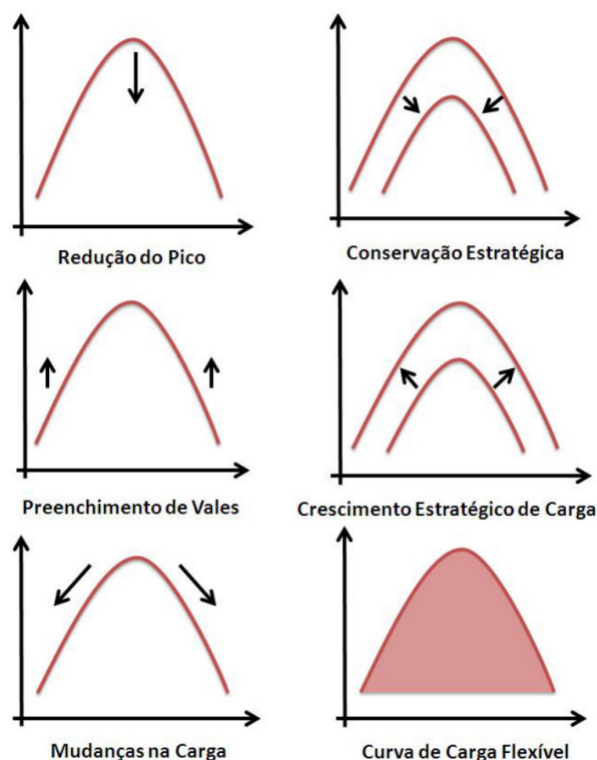 Redução do Pico
Conservação Estratégica
Preenchimento de Vales
Crescimento Estratégico de Carga
Mudanças na Carga
Curva de Carga Flexível